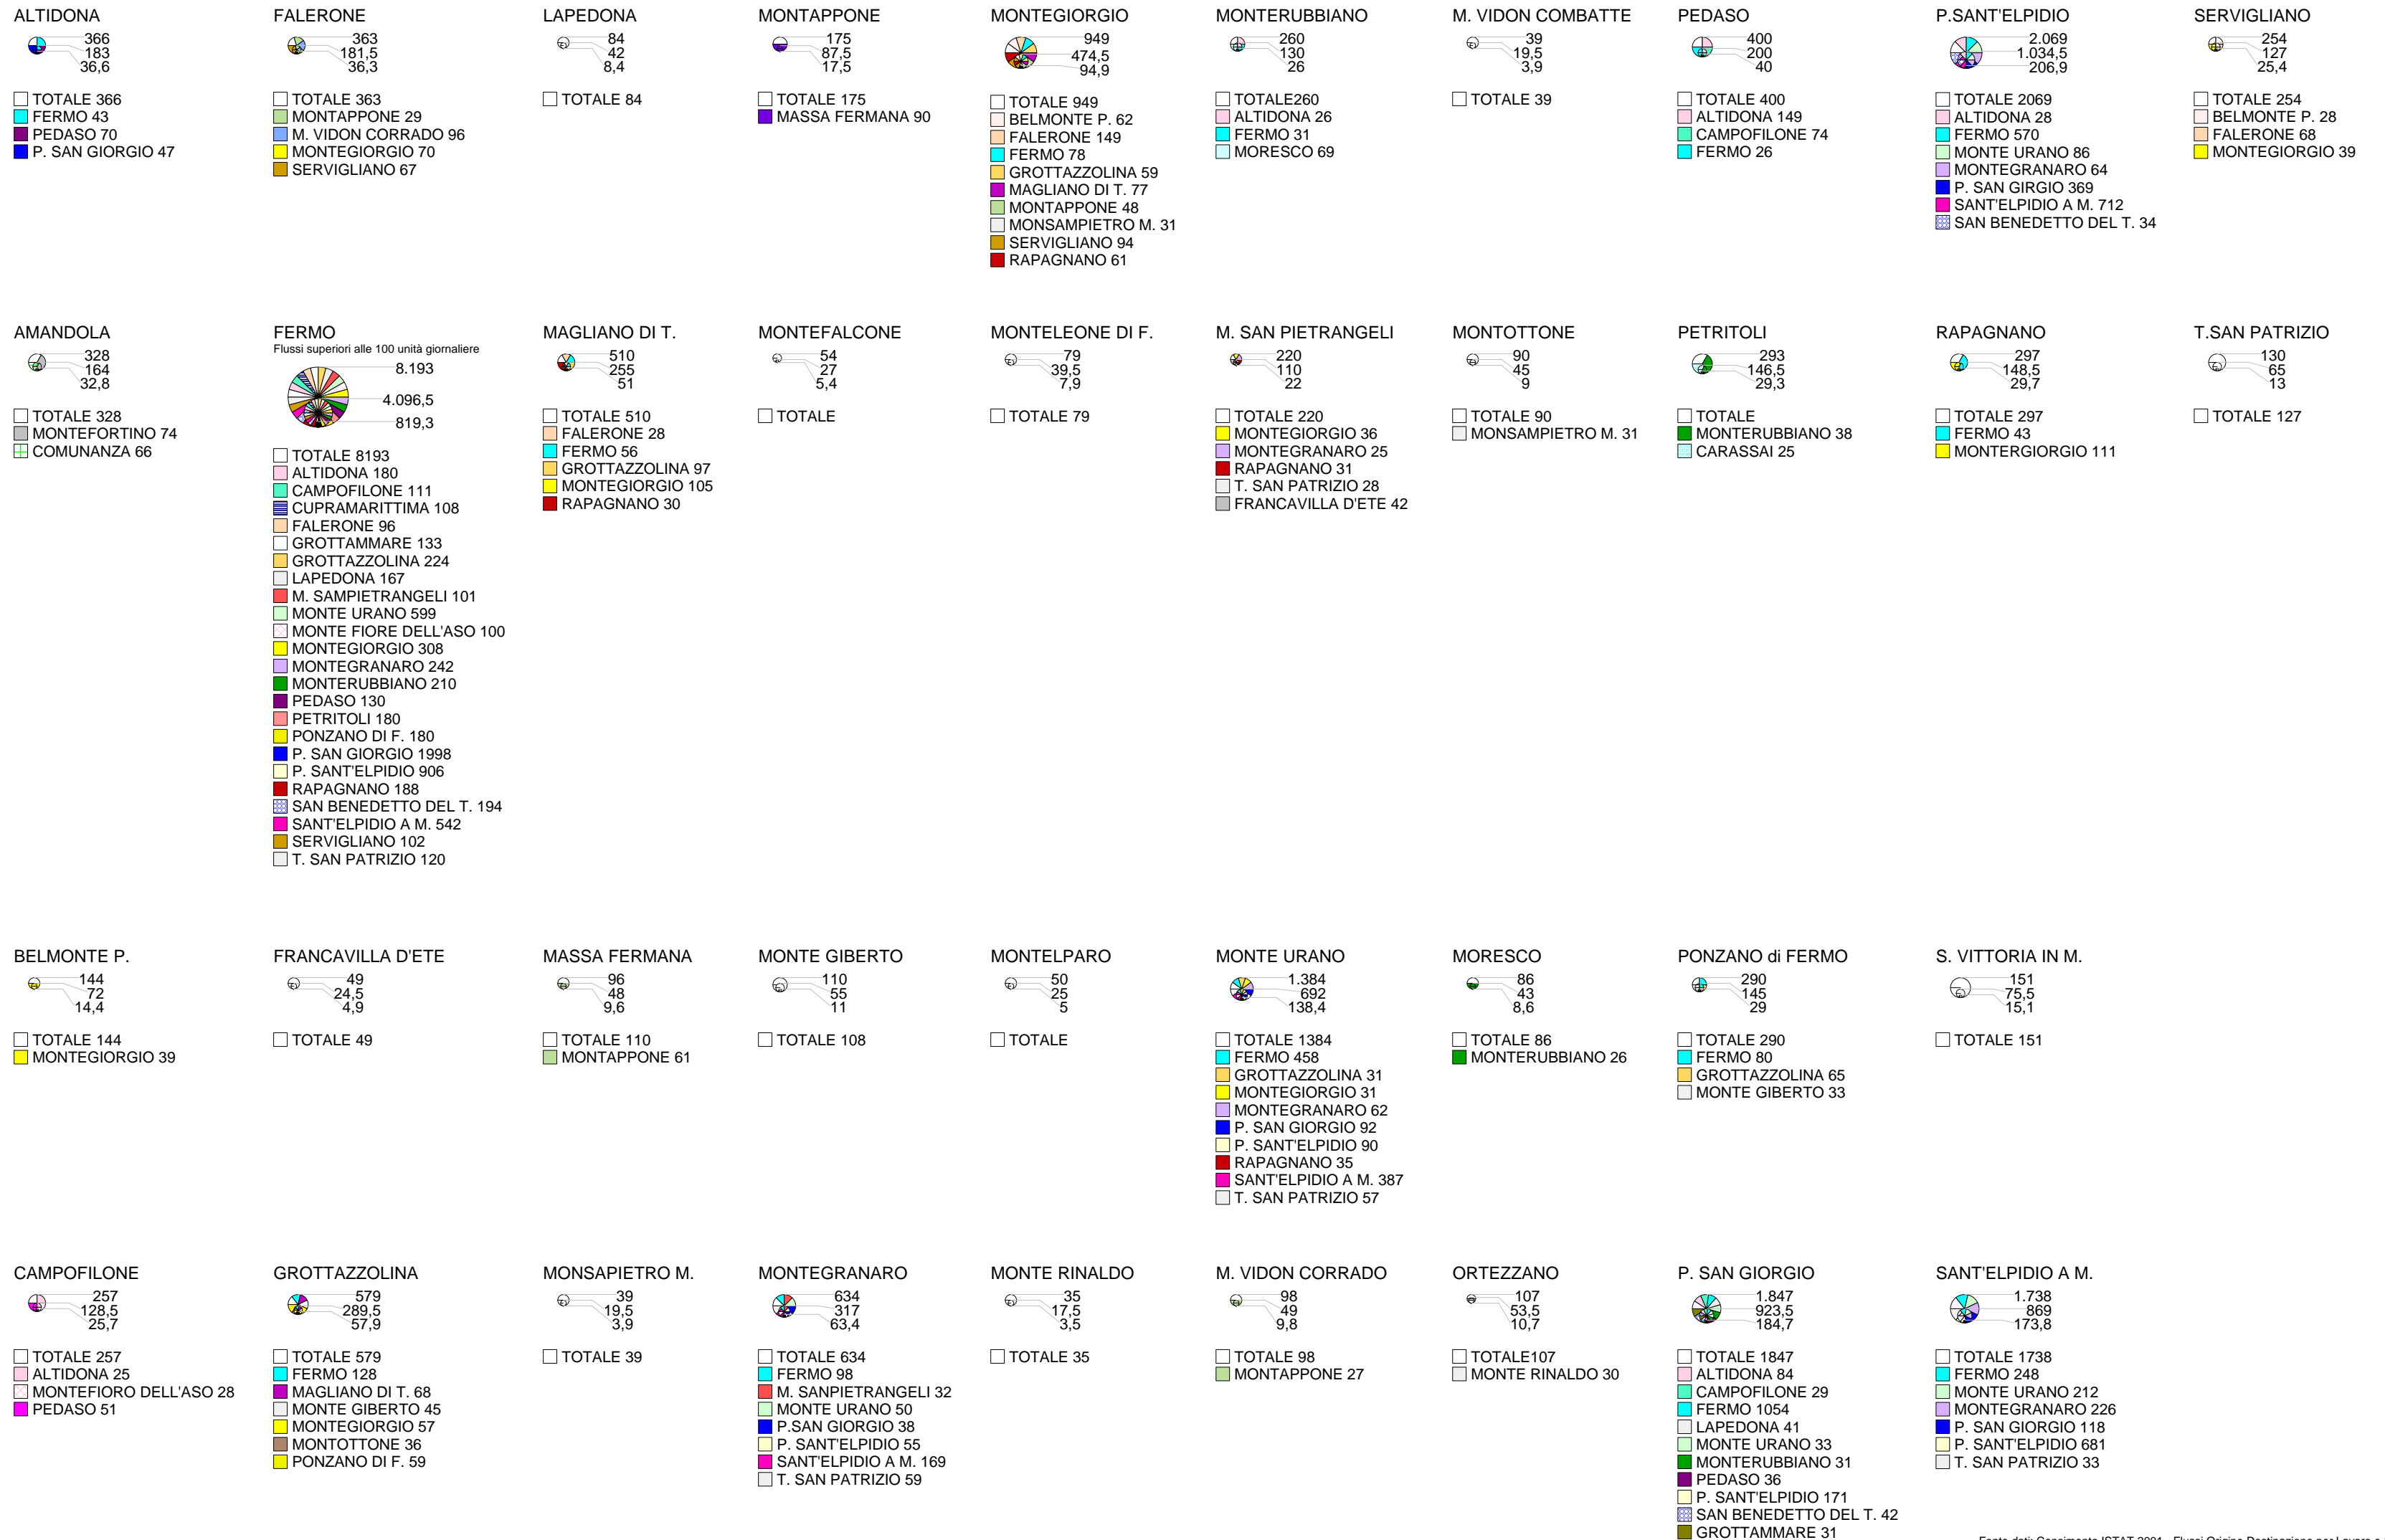 ALTIDONA
366
183
36,6
TOTALE 366
FERMO 43
PEDASO 70
P. SAN GIORGIO 47
FALERONE
363
181,5
36,3
TOTALE 363
MONTAPPONE 29
M. VIDON CORRADO 96
MONTEGIORGIO 70
SERVIGLIANO 67
LAPEDONA
84
42
8,4
TOTALE 84
MONTAPPONE
175
87,5
17,5
TOTALE 175
MASSA FERMANA 90
MONTEGIORGIO
949
474,5
94,9
TOTALE 949
BELMONTE P. 62
FALERONE 149
FERMO 78
GROTTAZZOLINA 59
MAGLIANO DI T. 77
MONTAPPONE 48
MONSAMPIETRO M. 31
SERVIGLIANO 94
RAPAGNANO 61
MONTERUBBIANO
260
130
26
TOTALE260
ALTIDONA 26
FERMO 31
MORESCO 69
M. VIDON COMBATTE
39
19,5
3,9
TOTALE 39
PEDASO
400
200
40
TOTALE 400
ALTIDONA 149
CAMPOFILONE 74
FERMO 26
P.SANT'ELPIDIO
2.069
1.034,5
206,9
TOTALE 2069
ALTIDONA 28
FERMO 570
MONTE URANO 86
MONTEGRANARO 64
P. SAN GIRGIO 369
SANT'ELPIDIO A M. 712
SAN BENEDETTO DEL T. 34
SERVIGLIANO
254
127
25,4
TOTALE 254
BELMONTE P. 28
FALERONE 68
MONTEGIORGIO 39
AMANDOLA
328
164
32,8
TOTALE 328
MONTEFORTINO 74
COMUNANZA 66
FERMO
Flussi superiori alle 100 unità giornaliere
8.193
4.096,5
819,3
TOTALE 8193
ALTIDONA 180
CAMPOFILONE 111
CUPRAMARITTIMA 108
FALERONE 96
GROTTAMMARE 133
GROTTAZZOLINA 224
LAPEDONA 167
M. SAMPIETRANGELI 101
MONTE URANO 599
MONTE FIORE DELL'ASO 100
MONTEGIORGIO 308
MONTEGRANARO 242
MONTERUBBIANO 210
PEDASO 130
PETRITOLI 180
PONZANO DI F. 180
P. SAN GIORGIO 1998
P. SANT'ELPIDIO 906
RAPAGNANO 188
SAN BENEDETTO DEL T. 194
SANT'ELPIDIO A M. 542
SERVIGLIANO 102
T. SAN PATRIZIO 120
MAGLIANO DI T.
510
255
51
TOTALE 510
FALERONE 28
FERMO 56
GROTTAZZOLINA 97
MONTEGIORGIO 105
RAPAGNANO 30
MONTEFALCONE
54
27
5,4
TOTALE
MONTELEONE DI F.
79
39,5
7,9
TOTALE 79
M. SAN PIETRANGELI
220
110
22
TOTALE 220
MONTEGIORGIO 36
MONTEGRANARO 25
RAPAGNANO 31
T. SAN PATRIZIO 28
FRANCAVILLA D'ETE 42
MONTOTTONE
90
45
9
TOTALE 90
MONSAMPIETRO M. 31
PETRITOLI
293
146,5
29,3
TOTALE
MONTERUBBIANO 38
CARASSAI 25
RAPAGNANO
297
148,5
29,7
TOTALE 297
FERMO 43
MONTERGIORGIO 111
T.SAN PATRIZIO
130
65
13
TOTALE 127
BELMONTE P.
144
72
14,4
TOTALE 144
MONTEGIORGIO 39
FRANCAVILLA D'ETE
49
24,5
4,9
TOTALE 49
MASSA FERMANA
96
48
9,6
TOTALE 110
MONTAPPONE 61
MONTE GIBERTO
110
55
11
TOTALE 108
MONTELPARO
50
25
5
TOTALE
MONTE URANO
1.384
692
138,4
TOTALE 1384
FERMO 458
GROTTAZZOLINA 31
MONTEGIORGIO 31
MONTEGRANARO 62
P. SAN GIORGIO 92
P. SANT'ELPIDIO 90
RAPAGNANO 35
SANT'ELPIDIO A M. 387
T. SAN PATRIZIO 57
MORESCO
86
43
8,6
TOTALE 86
MONTERUBBIANO 26
PONZANO di FERMO
290
145
29
TOTALE 290
FERMO 80
GROTTAZZOLINA 65
MONTE GIBERTO 33
S. VITTORIA IN M.
151
75,5
15,1
TOTALE 151
CAMPOFILONE
257
128,5
25,7
TOTALE 257
ALTIDONA 25
MONTEFIORO DELL'ASO 28
PEDASO 51
GROTTAZZOLINA
579
289,5
57,9
TOTALE 579
FERMO 128
MAGLIANO DI T. 68
MONTE GIBERTO 45
MONTEGIORGIO 57
MONTOTTONE 36
PONZANO DI F. 59
MONSAPIETRO M.
39
19,5
3,9
TOTALE 39
MONTEGRANARO
634
317
63,4
TOTALE 634
FERMO 98
M. SANPIETRANGELI 32
MONTE URANO 50
P.SAN GIORGIO 38
P. SANT'ELPIDIO 55
SANT'ELPIDIO A M. 169
T. SAN PATRIZIO 59
MONTE RINALDO
35
17,5
3,5
TOTALE 35
M. VIDON CORRADO
98
49
9,8
TOTALE 98
MONTAPPONE 27
ORTEZZANO
107
53,5
10,7
TOTALE107
MONTE RINALDO 30
P. SAN GIORGIO
1.847
923,5
184,7
TOTALE 1847
ALTIDONA 84
CAMPOFILONE 29
FERMO 1054
LAPEDONA 41
MONTE URANO 33
MONTERUBBIANO 31
PEDASO 36
P. SANT'ELPIDIO 171
SAN BENEDETTO DEL T. 42
GROTTAMMARE 31
SANT'ELPIDIO A M.
1.738
869
173,8
TOTALE 1738
FERMO 248
MONTE URANO 212
MONTEGRANARO 226
P. SAN GIORGIO 118
P. SANT'ELPIDIO 681
T. SAN PATRIZIO 33